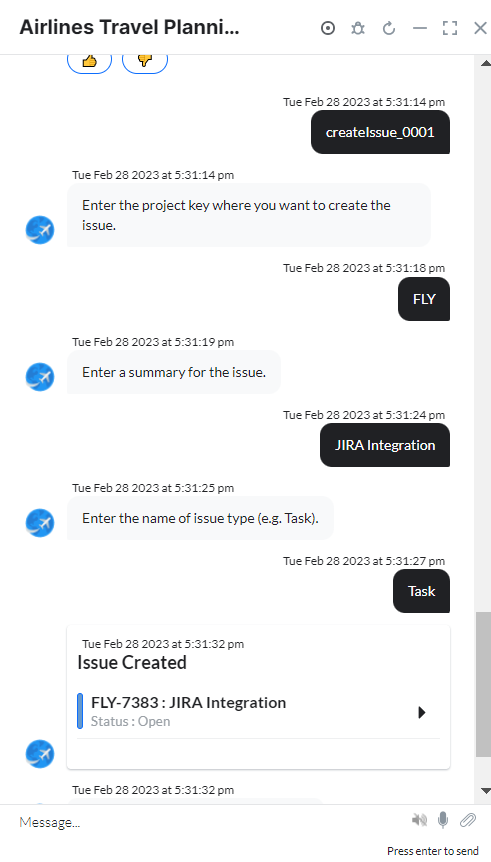 Airlines Travel Planni...
Tue Feb 28 2023 at 5:31:14 pm
createIssue_0001
Tue Feb 28 2023 at 5:31:14 pm
Enter the project key where you want to create the
issue.
Tue Feb 28 2023 at 5:31:18 pm
FLY
Tue Feb 28 2023 at 5:31:19 pm
Enter a summary for the issue.
Tue Feb 28 2023 at 5:31:24 pm
JIRA Integration
Tue Feb 28 2023 at 5:31:25 pm
Enter the name of issue type (e.g. Task).
Tue Feb 28 2023 at 5:31:27 pm
Task
Tue Feb 28 2023 at 5:31:32 pm
Issue Created
FLY-7383 : JIRA Integration
Status : Open
Tue Feb 28 2023 at 5:31:32 pm
Message...
Press enter to send